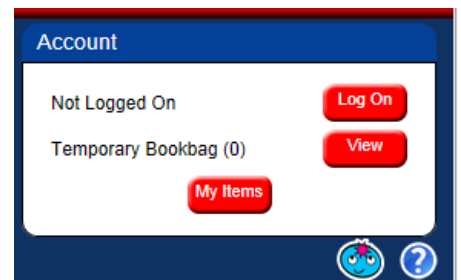 Account
Not Logged On Log On
Temporary Bookbag (0) View
My Items
?